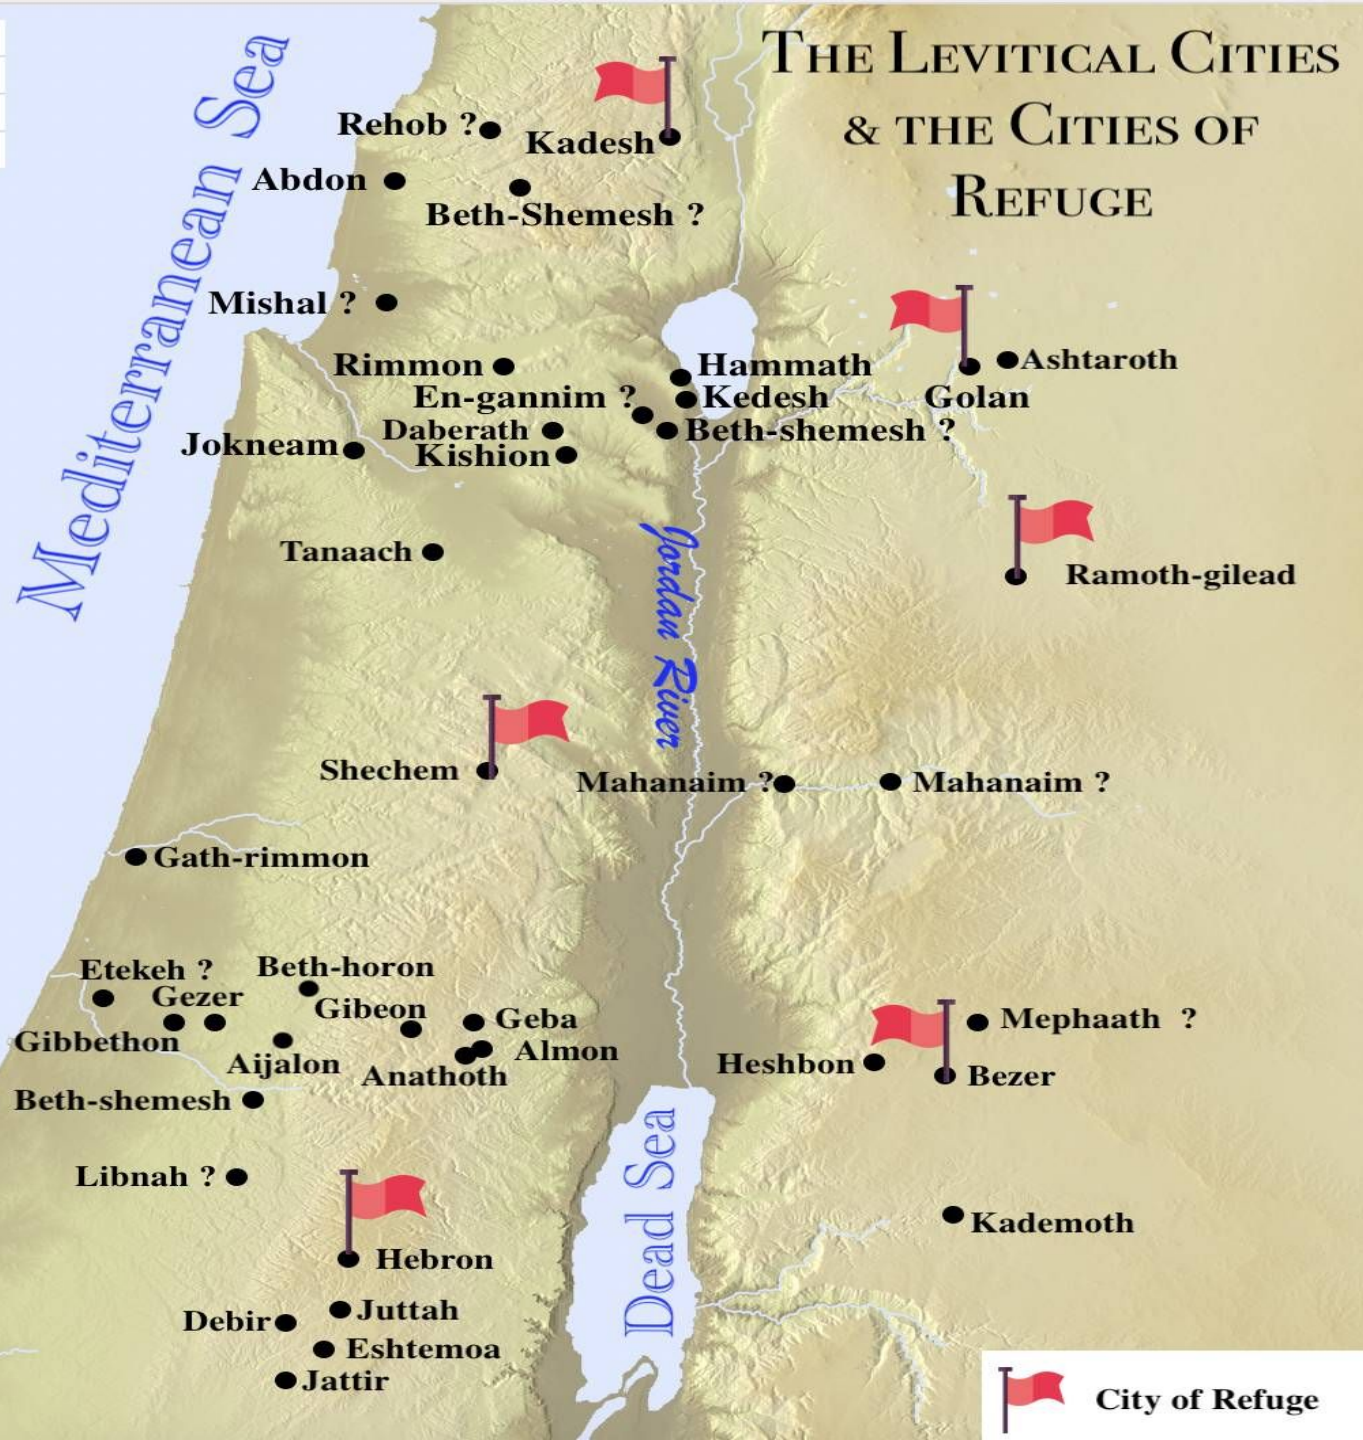 THE LEVITICAL CITIES
& THE CITIES OF
REFUGE
Mediterranean Sea
Rehob ?
Kadesh
Abdon
Beth-Shemesh ?
Mishal ?
Rimmon
Hammath
Ashtaroth
En-gannim ?
Kedesh
Golan
Daberath
Beth-shemesh ?
Jokneam
Kishion
Jordan River
Tanaach
Ramoth-gilead
Shechem
Mahanaim ?
Mahanaim ?
Gath-rimmon
Etekeh ?
Beth-horon
Gezer
Gibeon
Geba
Mephaath ?
Gibbethon
Aijalon
Almon
Heshbon
Anathoth
Bezer
Beth-shemesh
Dead Sea
Libnah ?
Kademoth
Hebron
Juttah
Debir
Eshtemoa
Jattir
City of Refuge